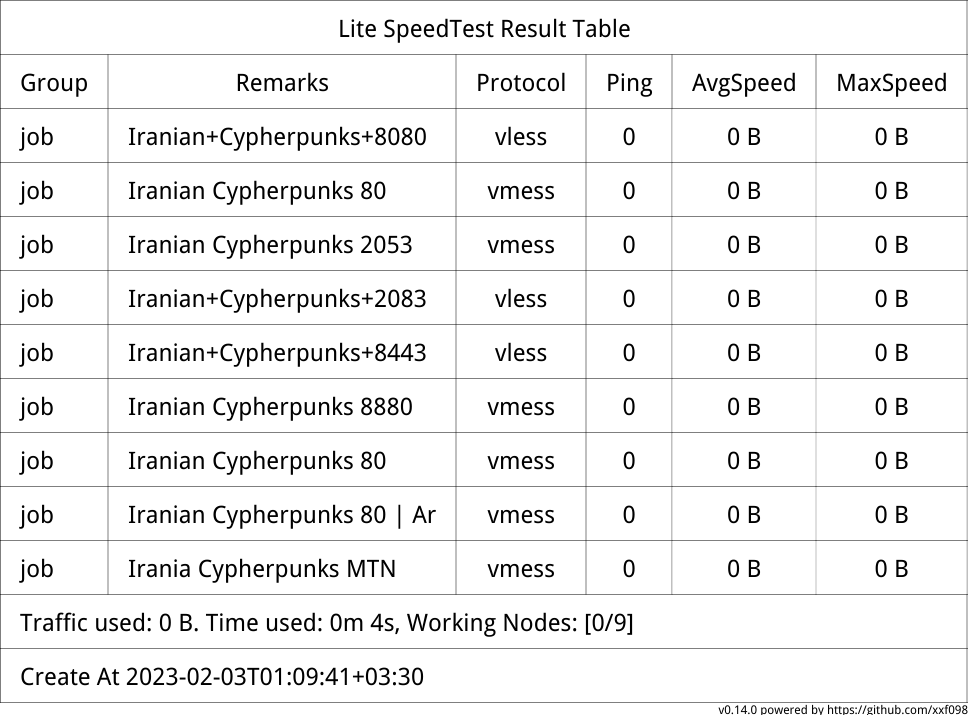 Lite SpeedTest Result Table
Group Remarks Protocol Ping AvgSpeed MaxSpeed
job Iranian+Cypherpunks+8080 vless 0 0 B 0 B
job Iranian Cypherpunks 80 vmess 0 0 B 0 B
job Iranian Cypherpunks 2053 vmess 0 0 B 0 B
job Iranian+Cypherpunks+2083 vless 0 0 B 0 B
job Iranian+Cypherpunks+8443 vless 0 0 B 0 B
job Iranian Cypherpunks 8880 vmess 0 0 B 0 B
job Iranian Cypherpunks 80 vmess 0 0 B 0 B
job Iranian Cypherpunks 80 | Ar vmess 0 0 B 0 B
job Irania Cypherpunks MTN vmess 0 0 B 0 B
Traffic used: 0 B. Time used: 0m 4s, Working Nodes: [0/9]
Create At 2023-02-03T01:09:41+03:30
v0.14.0 powered by https://github.com/xxf098